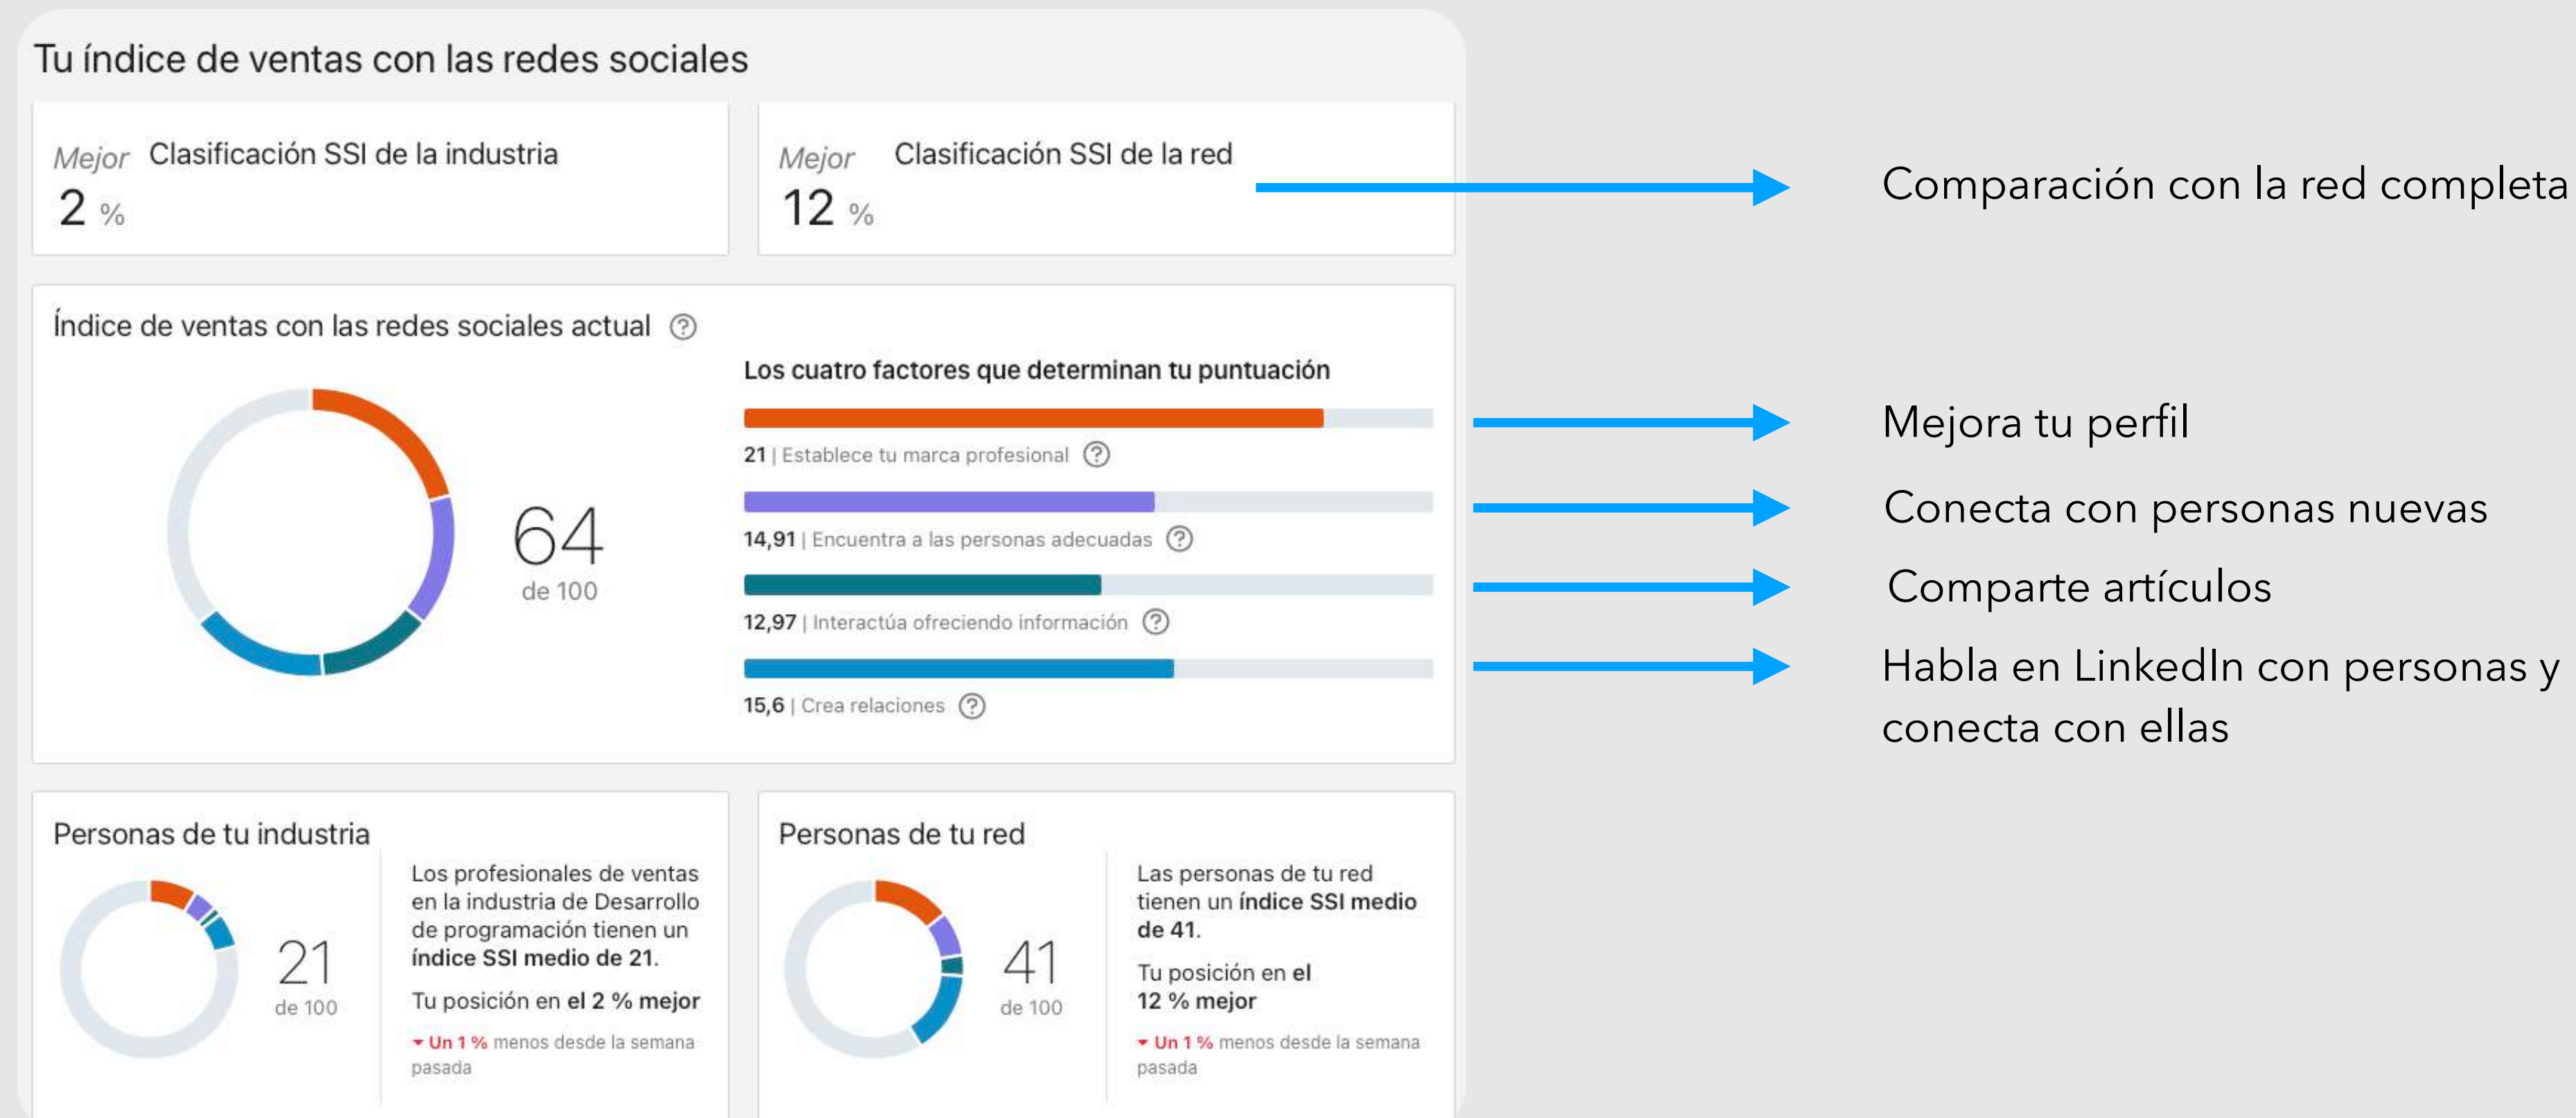 Tu índice de ventas con las redes sociales
Mejor Clasificación SSI de la industria
2 %
Mejor Clasificación SSI de la red
12 %
Comparación con la red completa
Índice de ventas con las redes sociales actual ?
64
de 100
Los cuatro factores que determinan tu puntuación
21 | Establece tu marca profesional ?
14,91 | Encuentra a las personas adecuadas ?
12,97 | Interactúa ofreciendo información ?
15,6 | Crea relaciones ?
Mejora tu perfil
Conecta con personas nuevas
Comparte artículos
Habla en LinkedIn con personas y
conecta con ellas
Personas de tu industria
21
de 100
Los profesionales de ventas
en la industria de Desarrollo
de programación tienen un
índice SSI medio de 21.
Tu posición en el 2 % mejor
Un 1 % menos desde la semana
pasada
Personas de tu red
41
de 100
Las personas de tu red
tienen un índice SSI medio
de 41.
Tu posición en el
12 % mejor
Un 1 % menos desde la semana
pasada